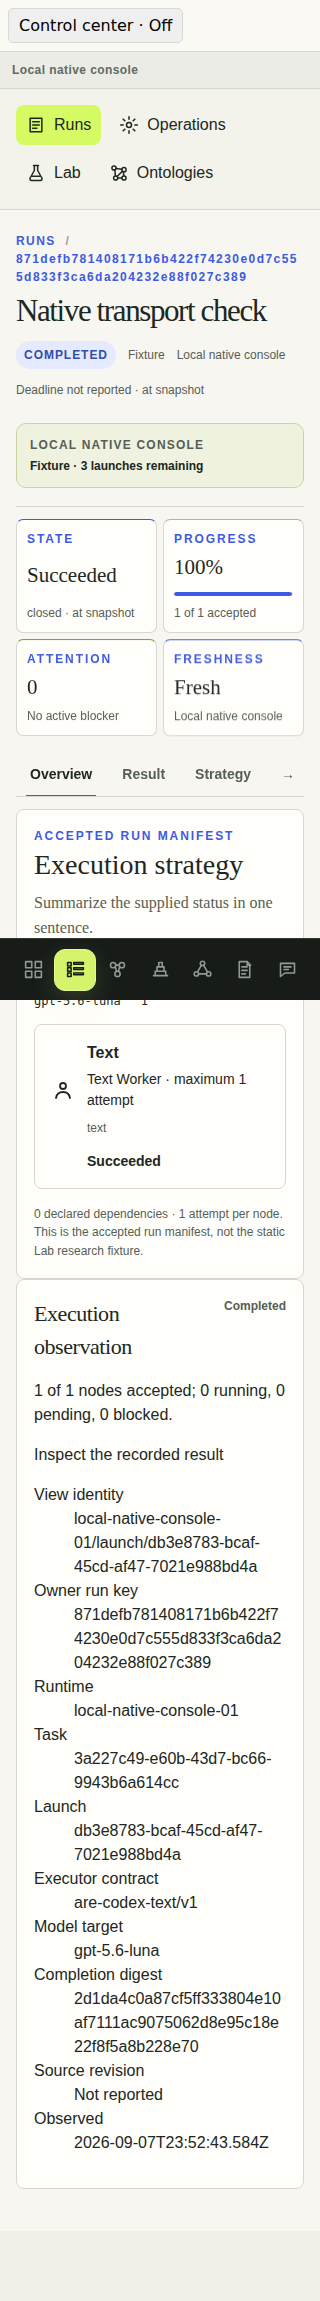 Control center · Off
Local native console
Runs
Operations
Lab
Ontologies
RUNS /
871defb781408171b6b422f74230e0d7c55
5d833f3ca6da204232e88f027c389
Native transport check
COMPLETED
Fixture
Local native console
Deadline not reported · at snapshot
LOCAL NATIVE CONSOLE
Fixture · 3 launches remaining
STATE
Succeeded
closed · at snapshot
PROGRESS
100%
1 of 1 accepted
ATTENTION
0
No active blocker
FRESHNESS
Fresh
Local native console
Overview
Result
Strategy
→
ACCEPTED RUN MANIFEST
Execution strategy
Summarize the supplied status in one
sentence.
gpt-5.6-luna
Text
Text Worker · maximum 1
attempt
text
Succeeded
0 declared dependencies · 1 attempt per node.
This is the accepted run manifest, not the static
Lab research fixture.
Execution
observation
Completed
1 of 1 nodes accepted; 0 running, 0
pending, 0 blocked.
Inspect the recorded result
View identity
local-native-console-
01/launch/db3e8783-bcaf-
45cd-af47-7021e988bd4a
Owner run key
871defb781408171b6b422f7
4230e0d7c555d833f3ca6da2
04232e88f027c389
Runtime
local-native-console-01
Task
3a227c49-e60b-43d7-bc66-
9943b6a614cc
Launch
db3e8783-bcaf-45cd-af47-
7021e988bd4a
Executor contract
are-codex-text/v1
Model target
gpt-5.6-luna
Completion digest
2d1da4c0a87cf5ff333804e10
af7111ac9075062d8e95c18e
22f8f5a8b228e70
Source revision
Not reported
Observed
2026-09-07T23:52:43.584Z